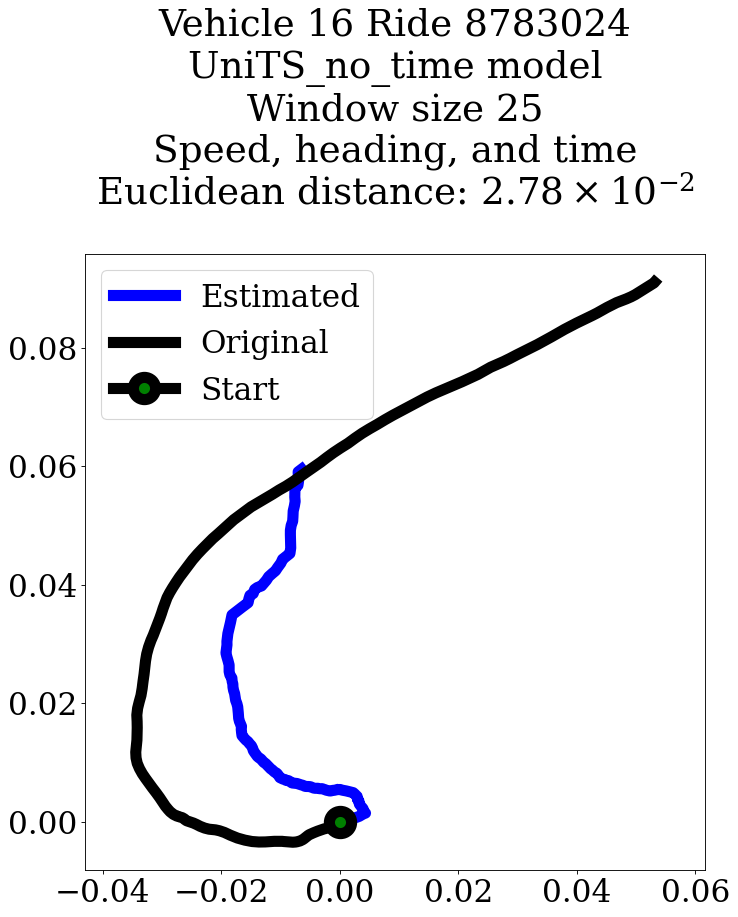 Vehicle 16 Ride 8783024
UniTS_no_time model
Window size 25
Speed, heading, and time
Euclidean distance: 2.78 × 10⁻²
Estimated
Original
Start
0.08
0.06
0.04
0.02
0.00
−0.04 −0.02 0.00 0.02 0.04 0.06